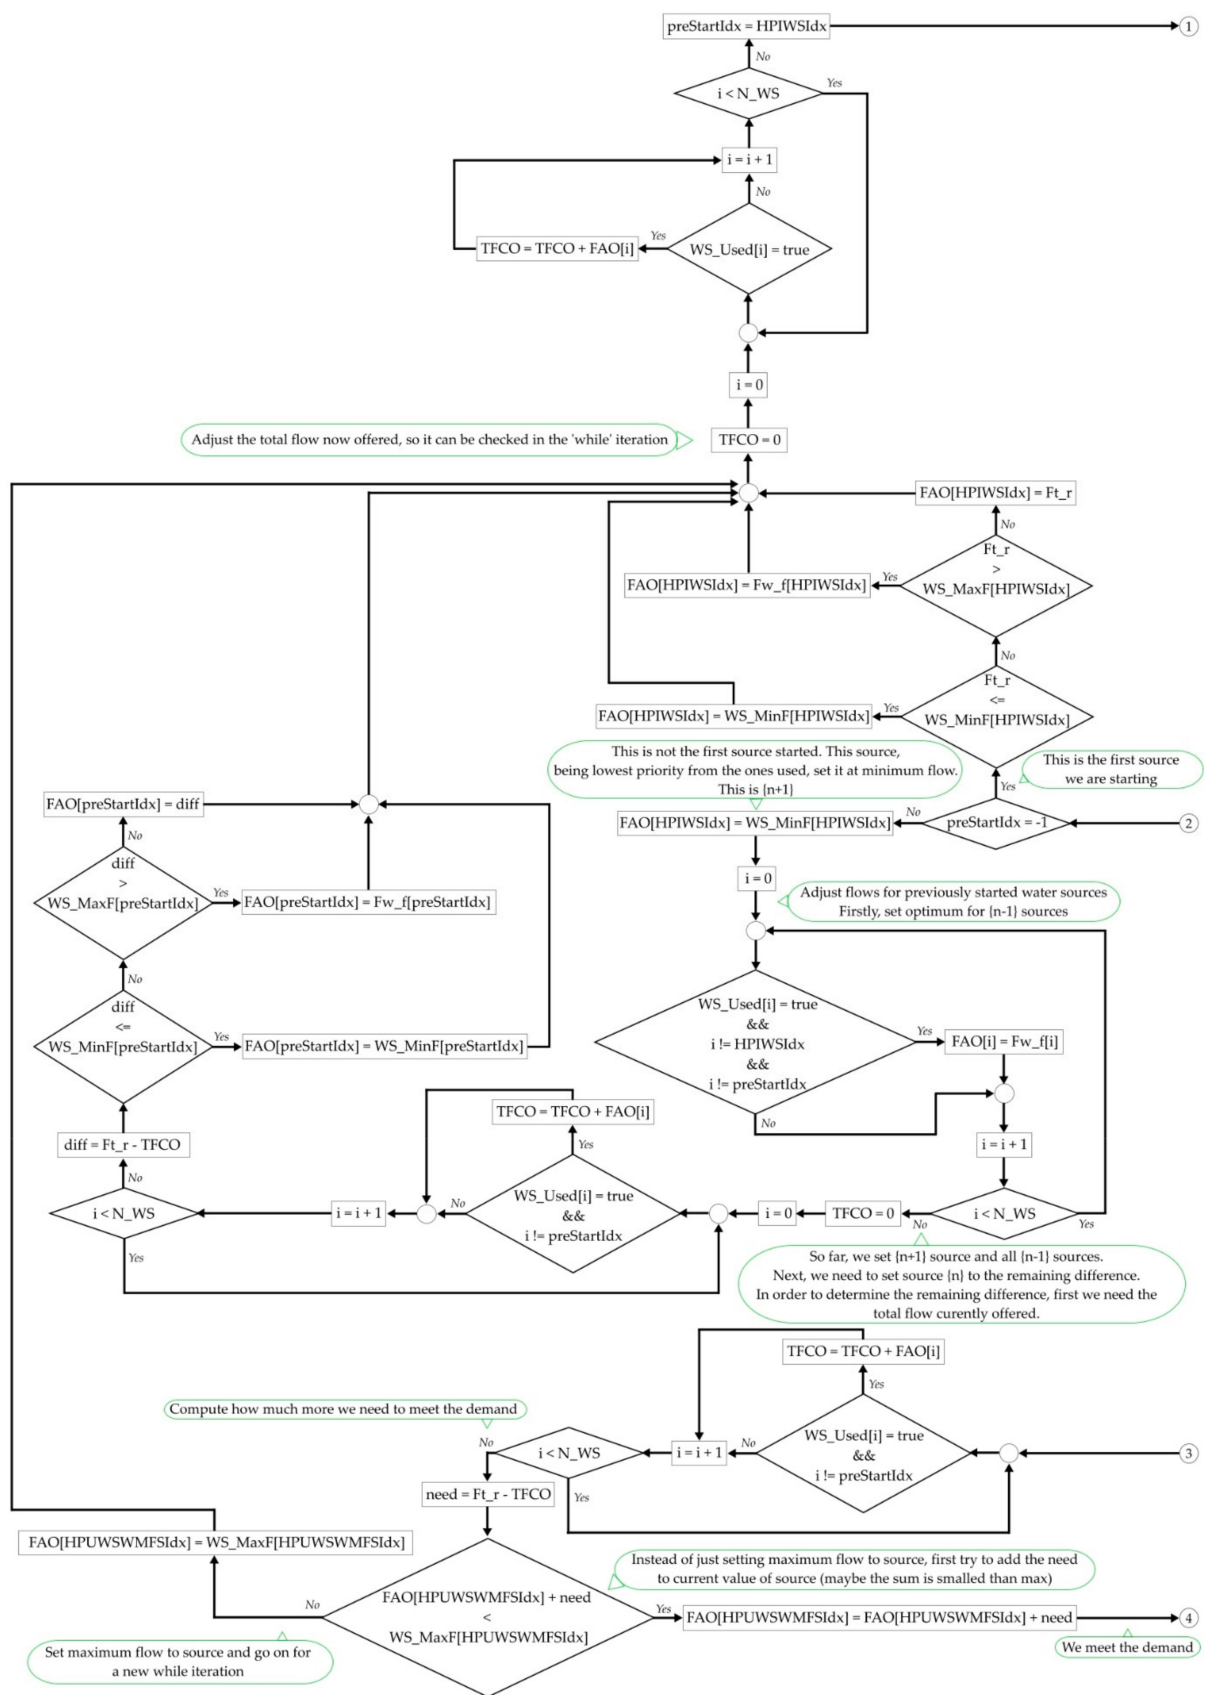 preStartIdx = HPIWSIdx
1
No
Yes
i < N_WS
i = i + 1
No
Yes
TFCO = TFCO + FAO[i]
WS_Used[i] = true
i = 0
Adjust the total flow now offered, so it can be checked in the 'while' iteration
TFCO = 0
FAO[HPIWSIdx] = Ft_r
No
Ft_r
>
WS_MaxF[HPIWSIdx]
Yes
FAO[HPIWSIdx] = Fw_f[HPIWSIdx]
No
Ft_r
<=
WS_MinF[HPIWSIdx]
Yes
FAO[HPIWSIdx] = WS_MinF[HPIWSIdx]
This is not the first source started. This source,
being lowest priority from the ones used, set it at minimum flow.
This is {n+1}
This is the first source
we are starting
Yes
FAO[HPIWSIdx] = WS_MinF[HPIWSIdx]
No
preStartIdx = -1
2
FAO[preStartIdx] = diff
No
diff
>
WS_MaxF[preStartIdx]
Yes
FAO[preStartIdx] = Fw_f[preStartIdx]
i = 0
Adjust flows for previously started water sources
Firstly, set optimum for {n-1} sources
No
diff
<=
WS_MinF[preStartIdx]
Yes
FAO[preStartIdx] = WS_MinF[preStartIdx]
WS_Used[i] = true
&&
i != HPIWSIdx
&&
i != preStartIdx
Yes
FAO[i] = Fw_f[i]
No
i = i + 1
TFCO = TFCO + FAO[i]
Yes
diff = Ft_r - TFCO
No
i < N_WS
Yes
i = i + 1
No
WS_Used[i] = true
&&
i != preStartIdx
i = 0
TFCO = 0
No
i < N_WS
Yes
So far, we set {n+1} source and all {n-1} sources.
Next, we need to set source {n} to the remaining difference.
In order to determine the remaining difference, first we need the
total flow curently offered.
TFCO = TFCO + FAO[i]
Yes
Compute how much more we need to meet the demand
No
i < N_WS
Yes
i = i + 1
No
WS_Used[i] = true
&&
i != preStartIdx
3
need = Ft_r - TFCO
FAO[HPUWSWMFSIdx] = WS_MaxF[HPUWSWMFSIdx]
Instead of just setting maximum flow to source, first try to add the need
to current value of source (maybe the sum is smalled than max)
No
FAO[HPUWSWMFSIdx] + need
<
WS_MaxF[HPUWSWMFSIdx]
Yes
FAO[HPUWSWMFSIdx] = FAO[HPUWSWMFSIdx] + need
4
Set maximum flow to source and go on for
a new while iteration
We meet the demand